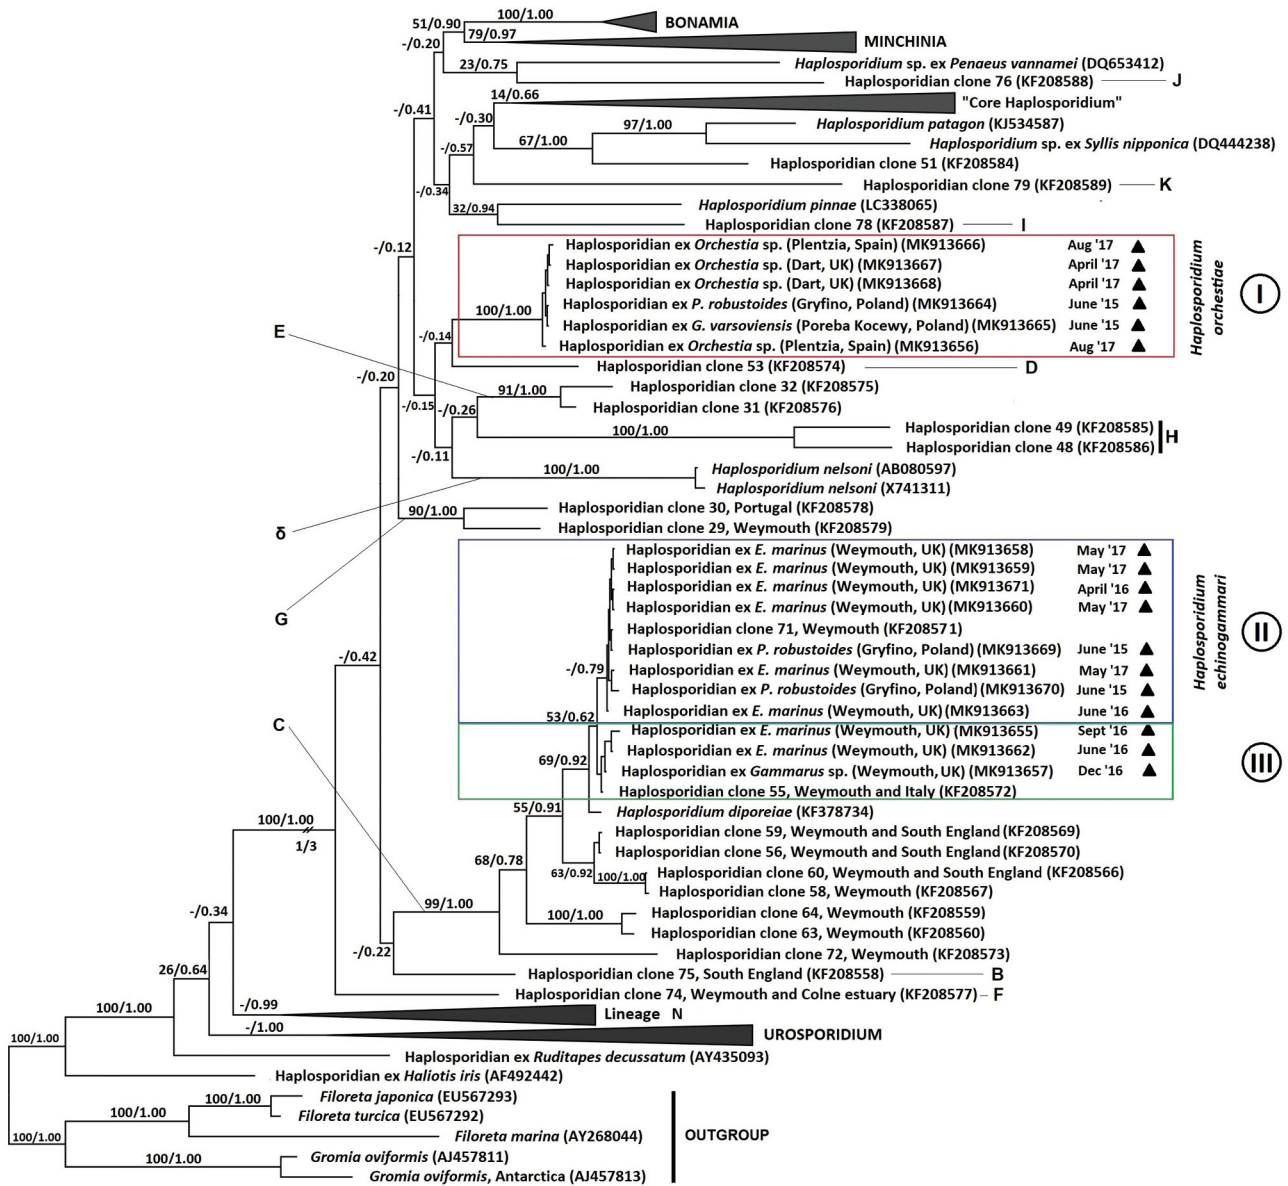 100/1.00
BONAMIA
51/0.90
79/0.97
MINCHINIA
-/0.20
23/0.75
Haplosporidium sp. ex Penaeus vannamei (DQ653412)
Haplosporidian clone 76 (KF208588) J
14/0.66
"Core Haplosporidium"
-/0.41
-/0.30
97/1.00
Haplosporidium patagon (KJ534587)
67/1.00
Haplosporidium sp. ex Syllis nipponica (DQ444238)
-/0.57
Haplosporidian clone 51 (KF208584)
Haplosporidian clone 79 (KF208589) K
-/0.34
32/0.94
Haplosporidium pinnae (LC338065)
Haplosporidian clone 78 (KF208587) I
-/0.12
Haplosporidian ex Orchestia sp. (Plentzia, Spain) (MK913666) Aug '17
Haplosporidian ex Orchestia sp. (Dart, UK) (MK913667) April '17
Haplosporidian ex Orchestia sp. (Dart, UK) (MK913668) April '17
100/1.00
Haplosporidian ex P. robustoides (Gryfino, Poland) (MK913664) June '15
Haplosporidian ex G. varsoviensis (Poreba Kocewy, Poland) (MK913665) June '15
Haplosporidian ex Orchestia sp. (Plentzia, Spain) (MK913656) Aug '17
Haplosporidium
orchestiae
I
E
-/0.14
Haplosporidian clone 53 (KF208574) D
-/0.20
91/1.00
Haplosporidian clone 32 (KF208575)
-/0.15
-/0.26
Haplosporidian clone 31 (KF208576)
100/1.00
Haplosporidian clone 49 (KF208585)
Haplosporidian clone 48 (KF208586)
H
-/0.11
100/1.00
Haplosporidium nelsoni (AB080597)
Haplosporidium nelsoni (X741311)
90/1.00
Haplosporidian clone 30, Portugal (KF208578)
Haplosporidian clone 29, Weymouth (KF208579)
δ
G
Haplosporidian ex E. marinus (Weymouth, UK) (MK913658) May '17
Haplosporidian ex E. marinus (Weymouth, UK) (MK913659) May '17
Haplosporidian ex E. marinus (Weymouth, UK) (MK913671) April '16
Haplosporidian ex E. marinus (Weymouth, UK) (MK913660) May '17
Haplosporidian clone 71, Weymouth (KF208571)
Haplosporidian ex P. robustoides (Gryfino, Poland) (MK913669) June '15
-/0.42
-/0.79
Haplosporidian ex E. marinus (Weymouth, UK) (MK913661) May '17
Haplosporidian ex P. robustoides (Gryfino, Poland) (MK913670) June '15
Haplosporidian ex E. marinus (Weymouth, UK) (MK913663) June '16
Haplosporidium
echinogammari
II
C
53/0.62
Haplosporidian ex E. marinus (Weymouth, UK) (MK913655) Sept '16
Haplosporidian ex E. marinus (Weymouth, UK) (MK913662) June '16
69/0.92
Haplosporidian ex Gammarus sp. (Weymouth, UK) (MK913657) Dec '16
Haplosporidian clone 55, Weymouth and Italy (KF208572)
III
55/0.91
Haplosporidium diporeiae (KF378734)
100/1.00
1/3
Haplosporidian clone 59, Weymouth and South England (KF208569)
Haplosporidian clone 56, Weymouth and South England (KF208570)
68/0.78
63/0.92
100/1.00
Haplosporidian clone 60, Weymouth and South England (KF208566)
Haplosporidian clone 58, Weymouth (KF208567)
99/1.00
-/0.34
100/1.00
Haplosporidian clone 64, Weymouth (KF208559)
Haplosporidian clone 63, Weymouth (KF208560)
-/0.22
Haplosporidian clone 72, Weymouth (KF208573)
26/0.64
Haplosporidian clone 75, South England (KF208558) B
Haplosporidian clone 74, Weymouth and Colne estuary (KF208577) F
100/1.00
-/0.99
Lineage N
-/1.00
UROSPORIDIUM
100/1.00
Haplosporidian ex Ruditapes decussatum (AY435093)
Haplosporidian ex Haliotis iris (AF492442)
100/1.00
Filoreta japonica (EU567293)
100/1.00
Filoreta turcica (EU567292)
100/1.00
Filoreta marina (AY268044)
OUTGROUP
100/1.00
Gromia oviformis (AJ457811)
Gromia oviformis, Antarctica (AJ457813)